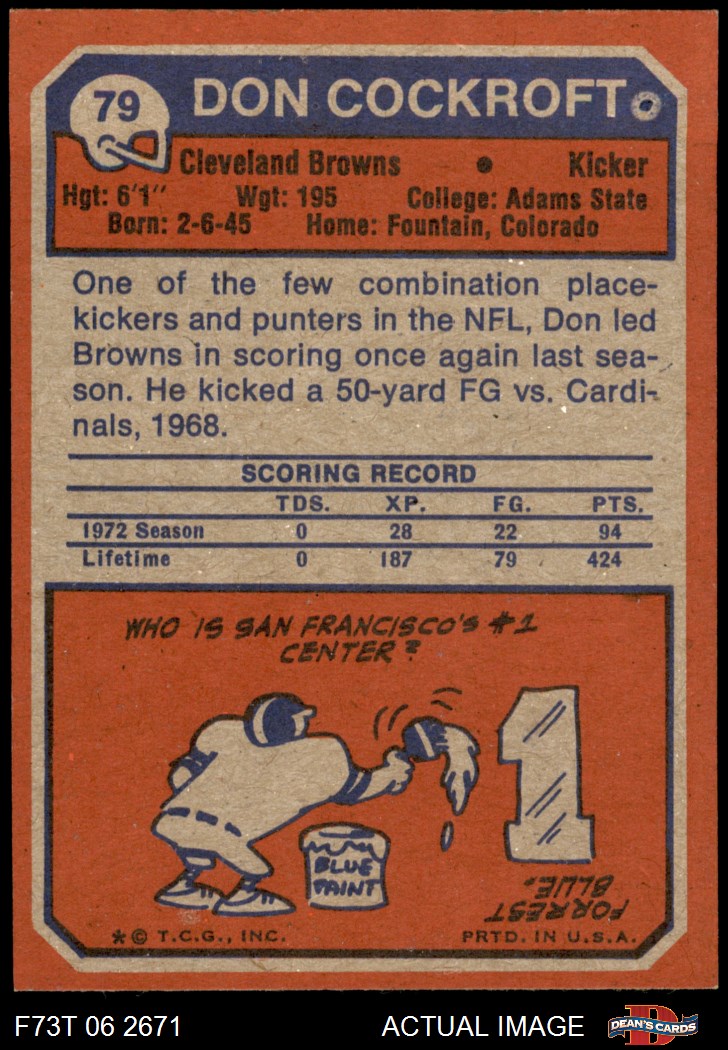 79
DON COCKROFT
Cleveland Browns • Kicker
Hgt: 6'1" Wgt: 195 College: Adams State
Born: 2-6-45 Home: Fountain, Colorado
One of the few combination place-
kickers and punters in the NFL, Don led
Browns in scoring once again last sea-
son. He kicked a 50-yard FG vs. Cardi-
nals, 1968.
SCORING RECORD
TDS. XP. FG. PTS.
1972 Season 0 28 22 94
Lifetime 0 187 79 424
WHO IS SAN FRANCISCO'S #1
CENTER?
1
BLUE
PAINT
FORREST
BLUE.
*© T.C.G., INC. PRTD. IN U.S.A.
F73T 06 2671 ACTUAL IMAGE
D
DEAN'S CARDS